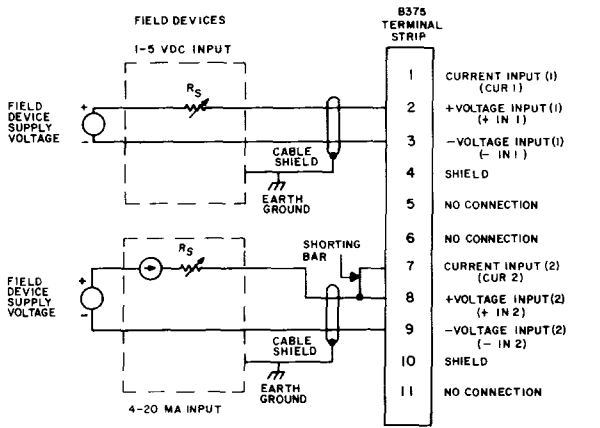 FIELD DEVICES
B375
TERMINAL
STRIP
1-5 VDC INPUT
RS
+
-
FIELD
DEVICE
SUPPLY
VOLTAGE
CABLE
SHIELD
EARTH
GROUND
1 CURRENT INPUT (1)
(CUR 1)
2 +VOLTAGE INPUT (1)
(+ IN 1)
3 -VOLTAGE INPUT (1)
(- IN 1)
4 SHIELD
5 NO CONNECTION
6 NO CONNECTION
7 CURRENT INPUT (2)
(CUR 2)
8 +VOLTAGE INPUT(2)
(+ IN 2)
9 -VOLTAGE INPUT(2)
(- IN 2)
10 SHIELD
11 NO CONNECTION
RS
SHORTING
BAR
+
-
FIELD
DEVICE
SUPPLY
VOLTAGE
CABLE
SHIELD
EARTH
GROUND
4-20 MA INPUT